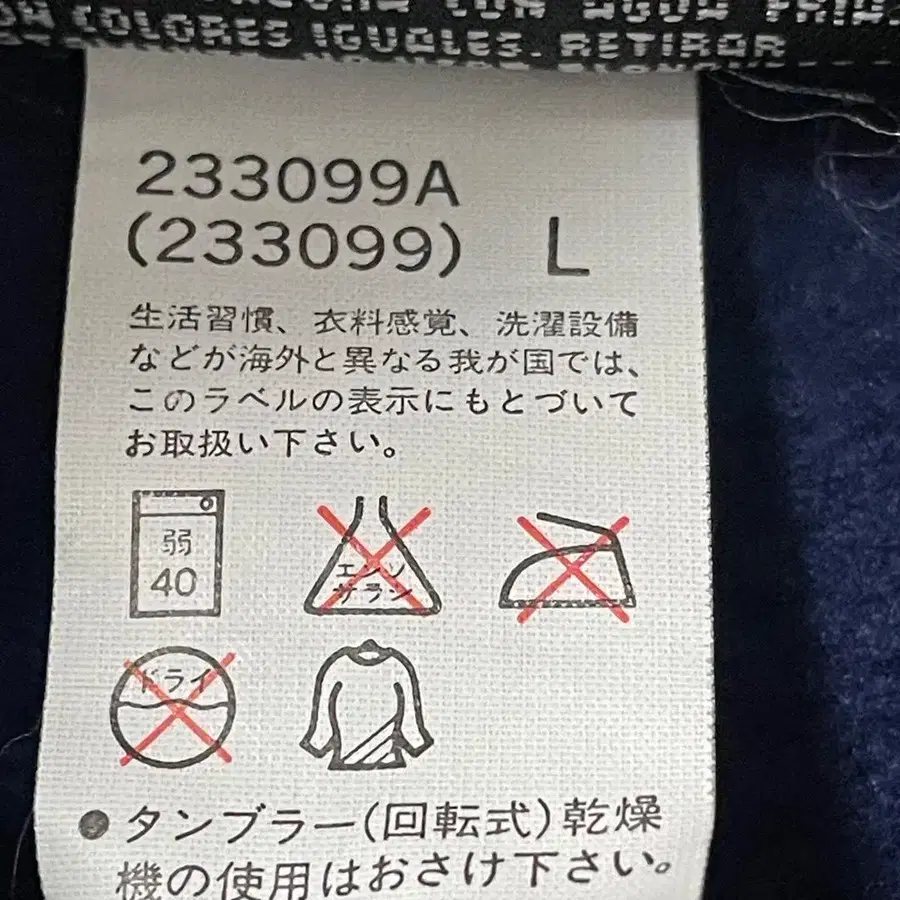 CON AGUA FRIA.
COLORES IGUALES. RETIRAR
233099A
(233099) L
生活習慣、衣料感覚、洗濯設備
などが海外と異なる我が国では、
このラベルの表示にもとづいて
お取扱い下さい。
弱
40
エンソ
サラシ
ドライ
●タンブラー(回転式)乾燥
機の使用はおさけ下さい。